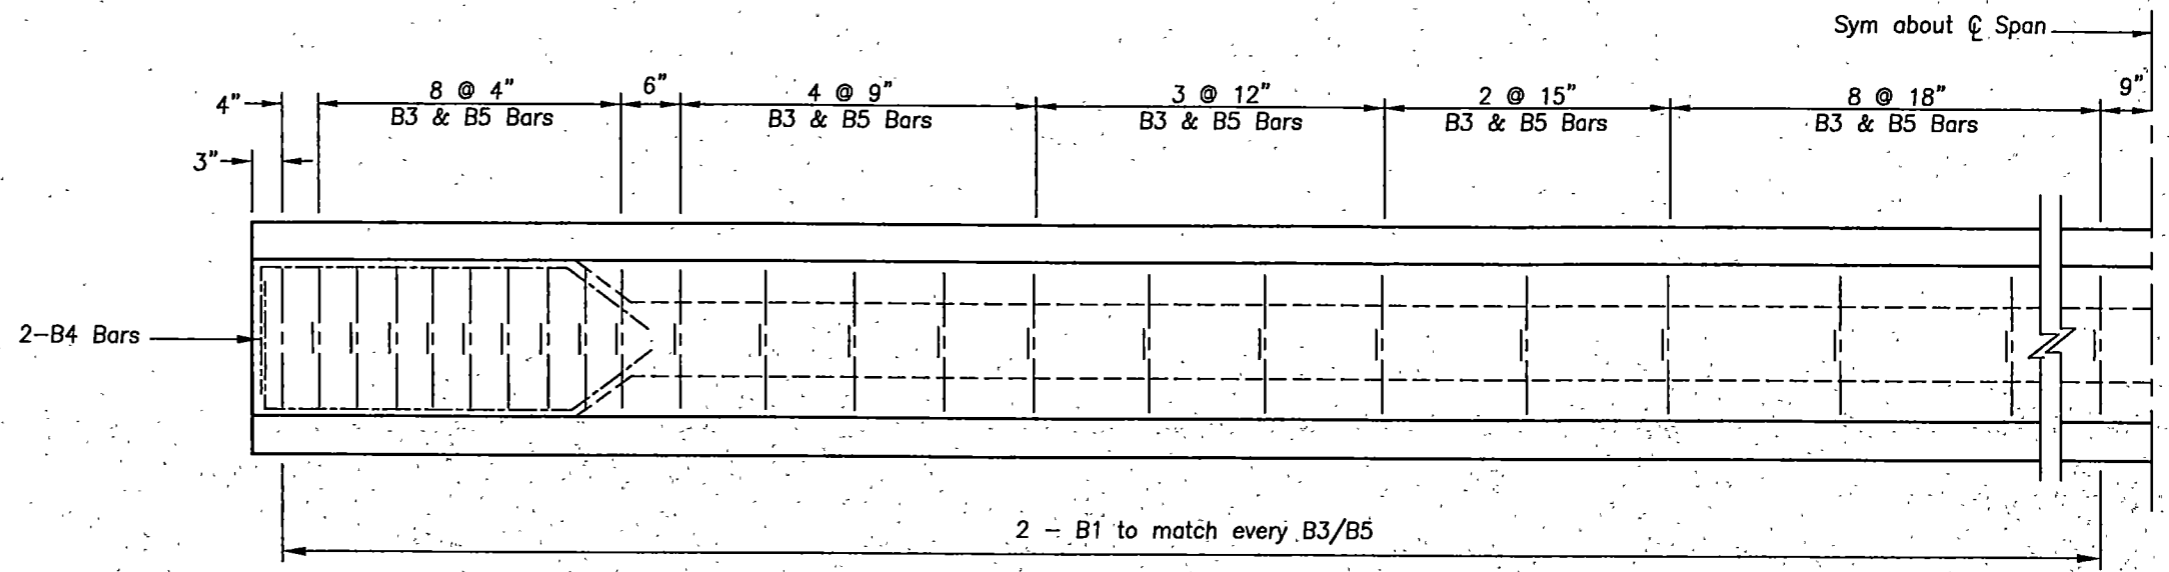 Sym about ℄ Span
4"
8 @ 4"
B3 & B5 Bars
6"
4 @ 9"
B3 & B5 Bars
3 @ 12"
B3 & B5 Bars
2 @ 15"
B3 & B5 Bars
8 @ 18"
B3 & B5 Bars
9"
3"
2-B4 Bars
2 - B1 to match every B3/B5